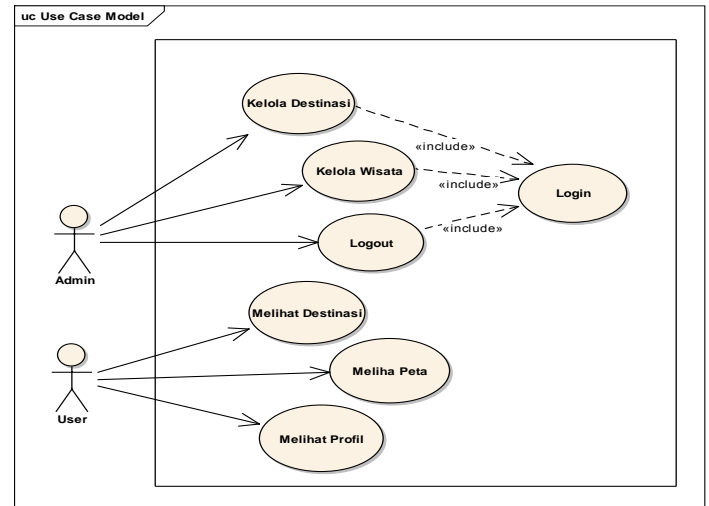 uc Use Case Model
Kelola Destinasi
«include»
Kelola Wisata
«include»
Login
Logout
«include»
Admin
Melihat Destinasi
Meliha Peta
User
Melihat Profil